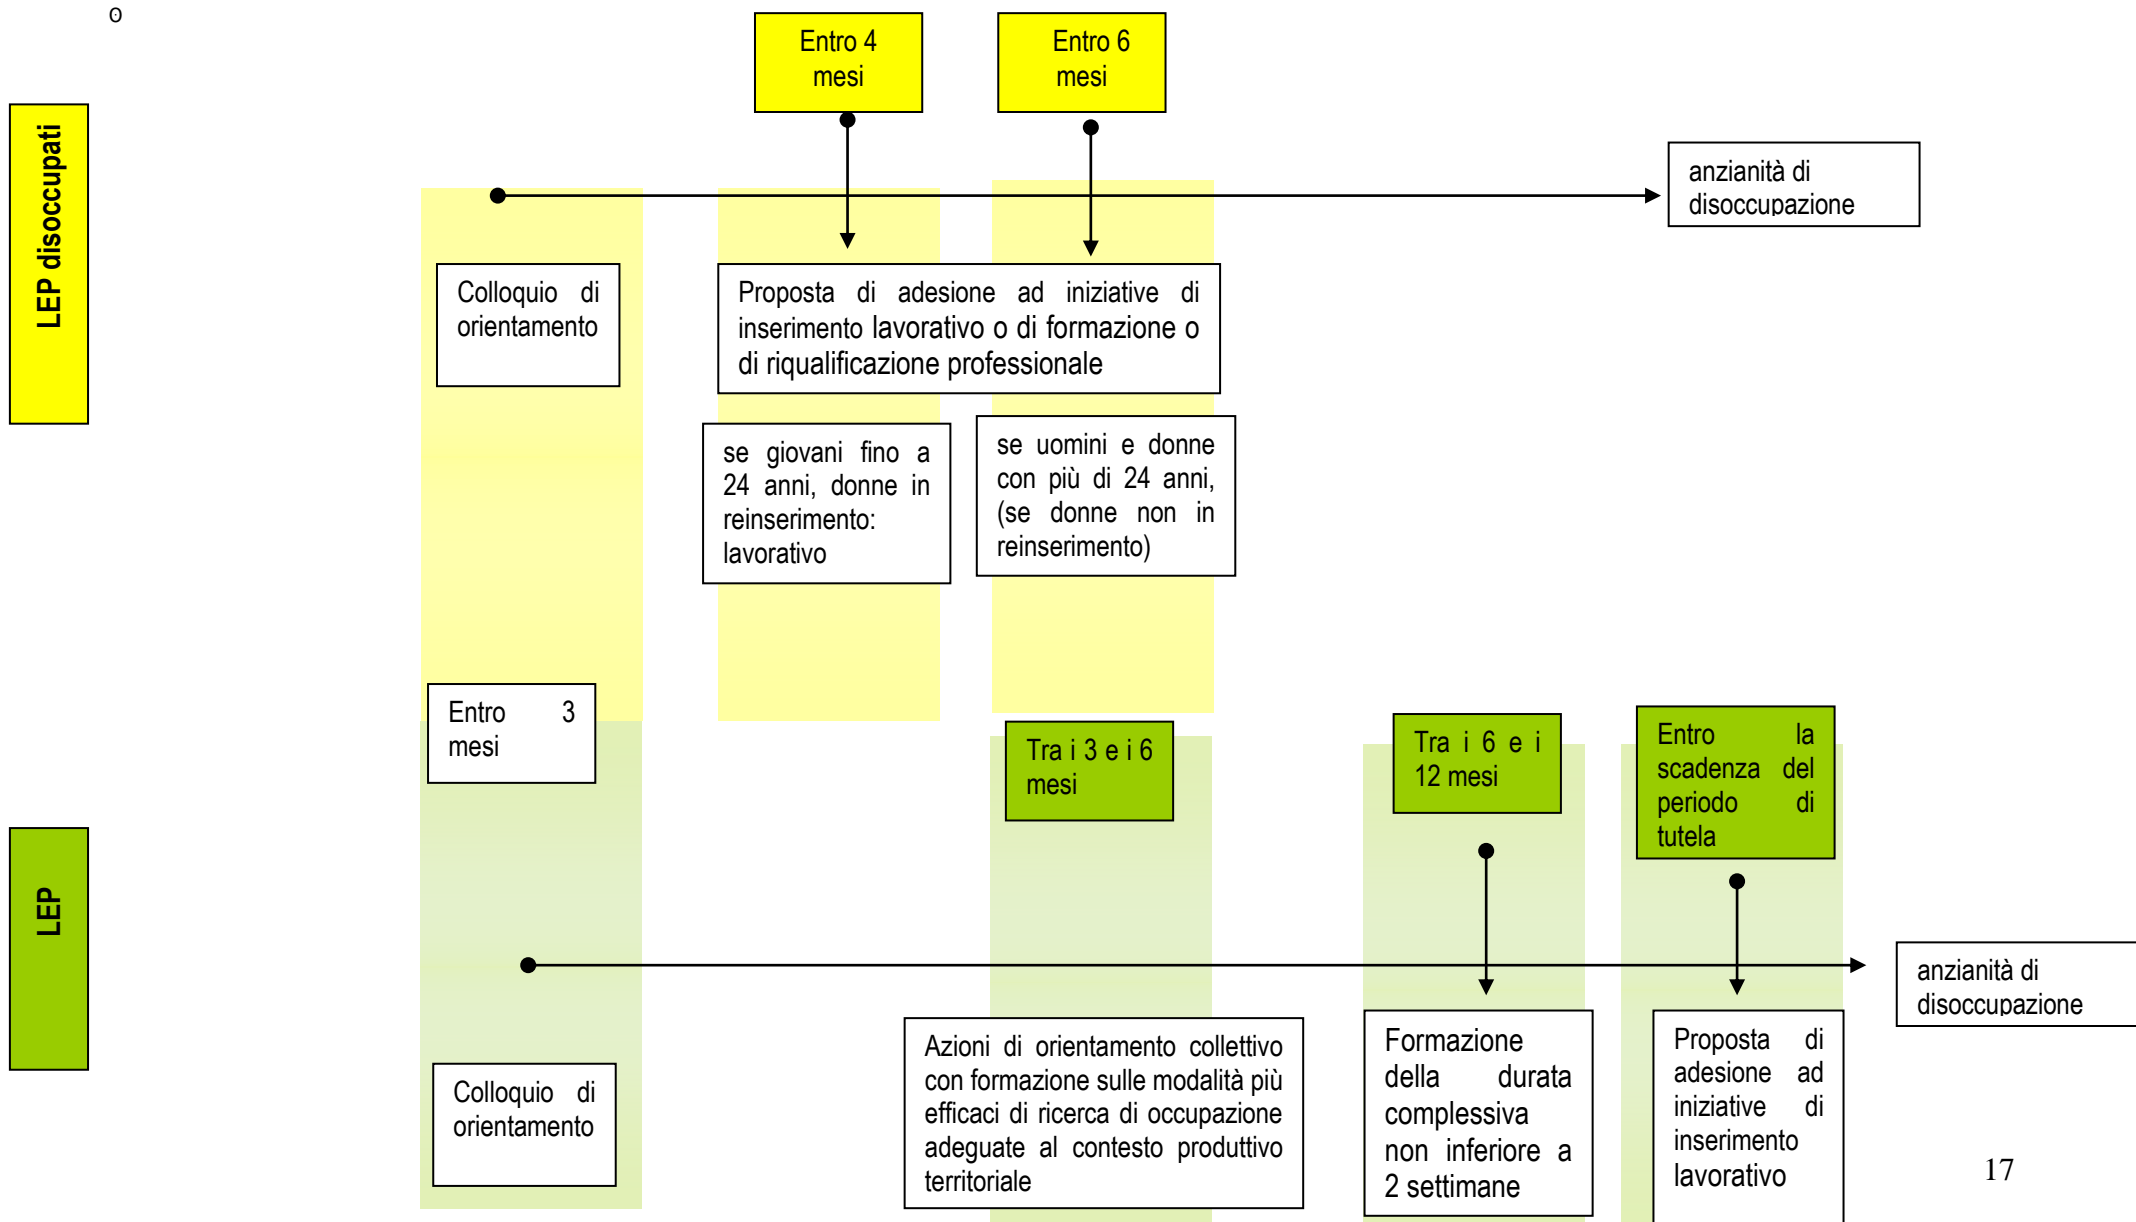 0
Entro 4
mesi
Entro 6
mesi
LEP disoccupati
anzianità di
disoccupazione
Colloquio di
orientamento
Proposta di adesione ad iniziative di
inserimento lavorativo o di formazione o
di riqualificazione professionale
se giovani fino a
24 anni, donne in
reinserimento:
lavorativo
se uomini e donne
con più di 24 anni,
(se donne non in
reinserimento)
Entro 3
mesi
Tra i 3 e i 6
mesi
Tra i 6 e i
12 mesi
Entro la
scadenza del
periodo di
tutela
LEP
anzianità di
disoccupazione
Colloquio di
orientamento
Azioni di orientamento collettivo
con formazione sulle modalità più
efficaci di ricerca di occupazione
adeguate al contesto produttivo
territoriale
Formazione
della durata
complessiva
non inferiore a
2 settimane
Proposta di
adesione ad
iniziative di
inserimento
lavorativo
17